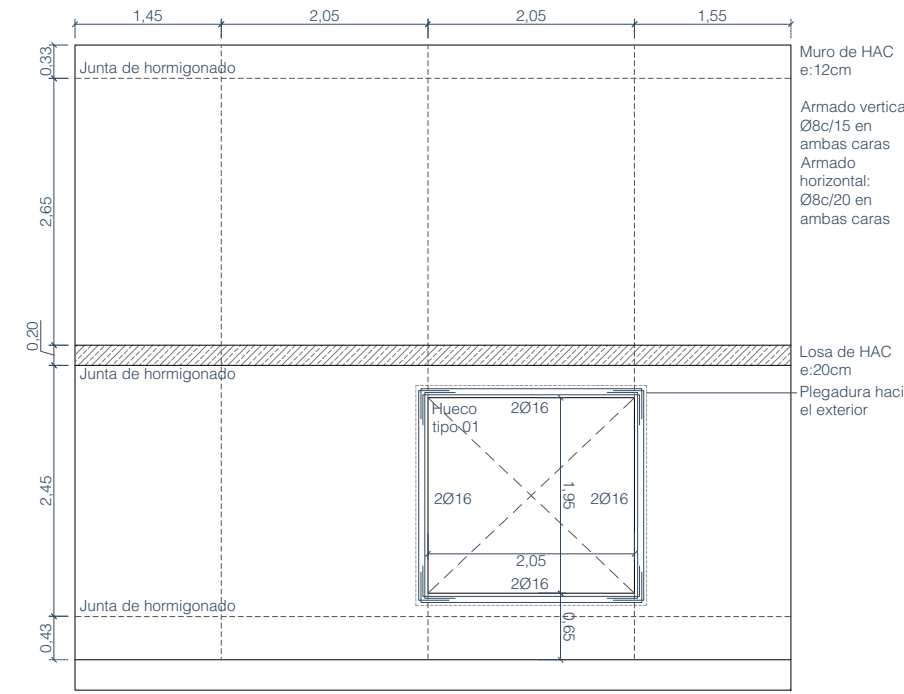 1,45
2,05
2,05
1,55
0,33
Junta de hormigonado
Muro de HAC
e:12cm
Armado vertica
Ø8c/15 en
ambas caras
Armado
horizontal:
Ø8c/20 en
ambas caras
2,65
0,20
Losa de HAC
e:20cm
Junta de hormigonado
Plegadura haci
el exterior
Hueco
tipo 01
2Ø16
2,45
2Ø16
1,95
2Ø16
2,05
2Ø16
Junta de hormigonado
0,43
0,65